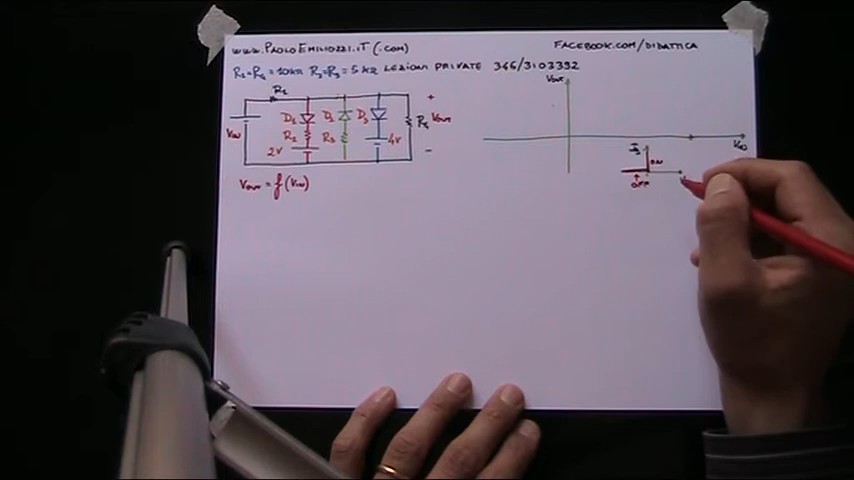 www.PaoloEmiliozzi.it (.com)
facebook.com/didattica
R1=R4=10kΩ R2=R3=5kΩ LEZIONI PRIVATE 346/3103392
Vout
R1
+
Vin
D1
D2
D3
R4
Vout
R2
R3
2V
4V
-
Vin
ID
ON
OFF
Vout = f(Vin)